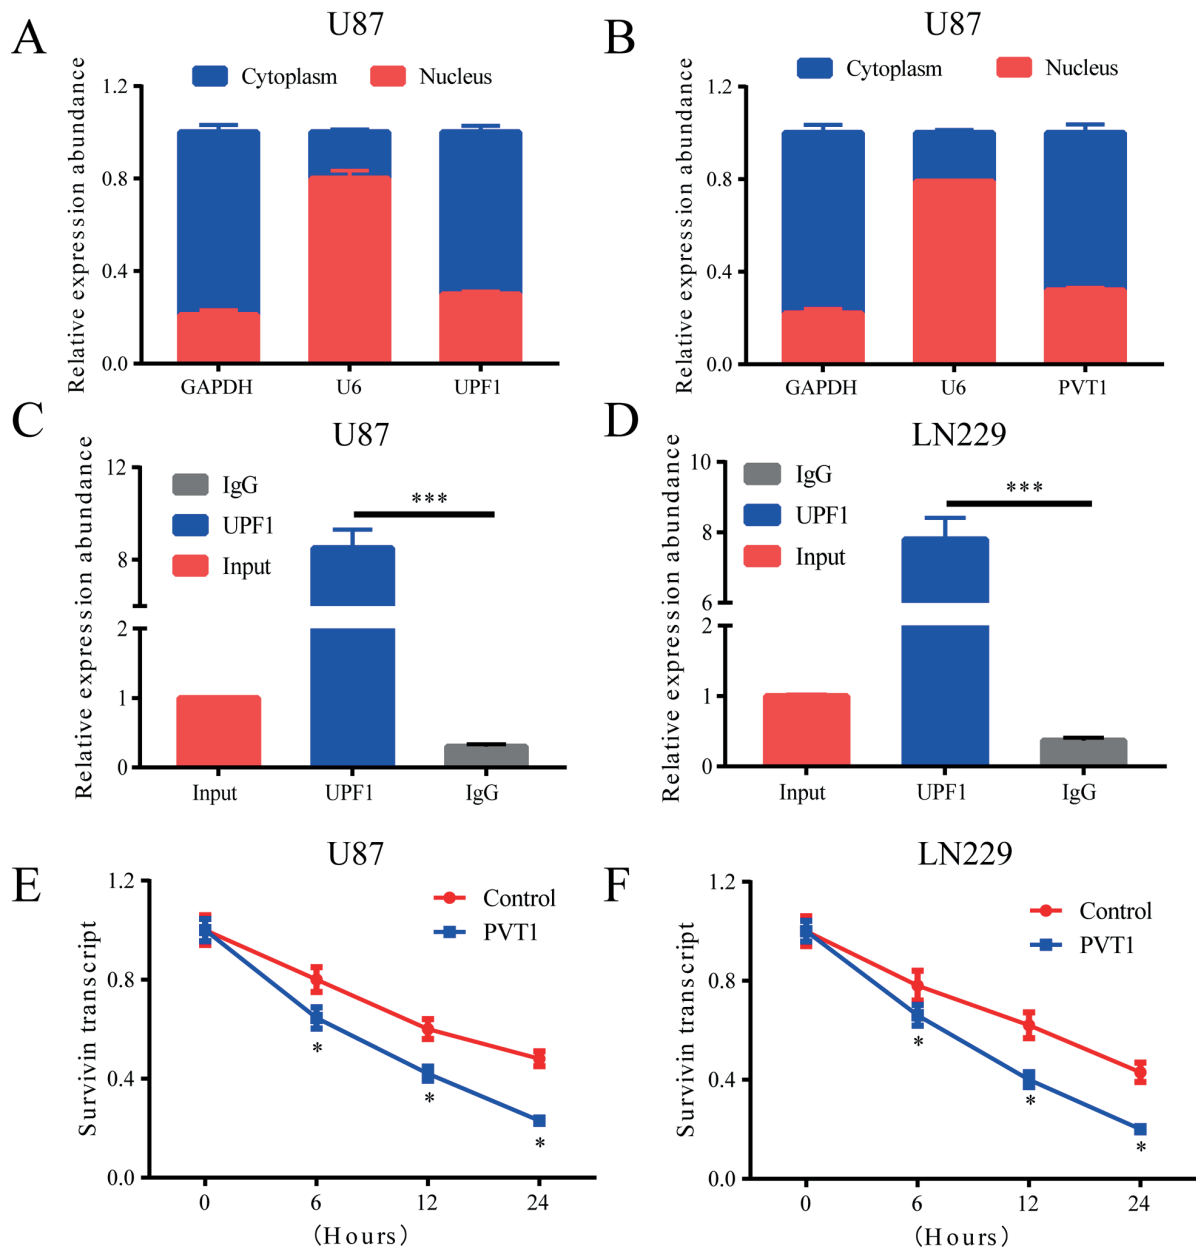 A
U87
Cytoplasm
Nucleus
Relative expression abundance
1.2
0.8
0.4
0.0
GAPDH
U6
UPF1
B
U87
Cytoplasm
Nucleus
Relative expression abundance
1.2
0.8
0.4
0.0
GAPDH
U6
PVT1
C
U87
IgG
UPF1
Input
***
Relative expression abundance
12
8
2
1
0
Input
UPF1
IgG
D
LN229
IgG
UPF1
Input
***
Relative expression abundance
10
8
6
2
1
0
Input
UPF1
IgG
E
U87
Control
PVT1
Survivin transcript
1.2
0.8
0.4
0.0
*
*
*
0
6
12
24
(Hours)
F
LN229
Control
PVT1
Survivin transcript
1.2
0.8
0.4
0.0
*
*
*
0
6
12
24
(Hours)